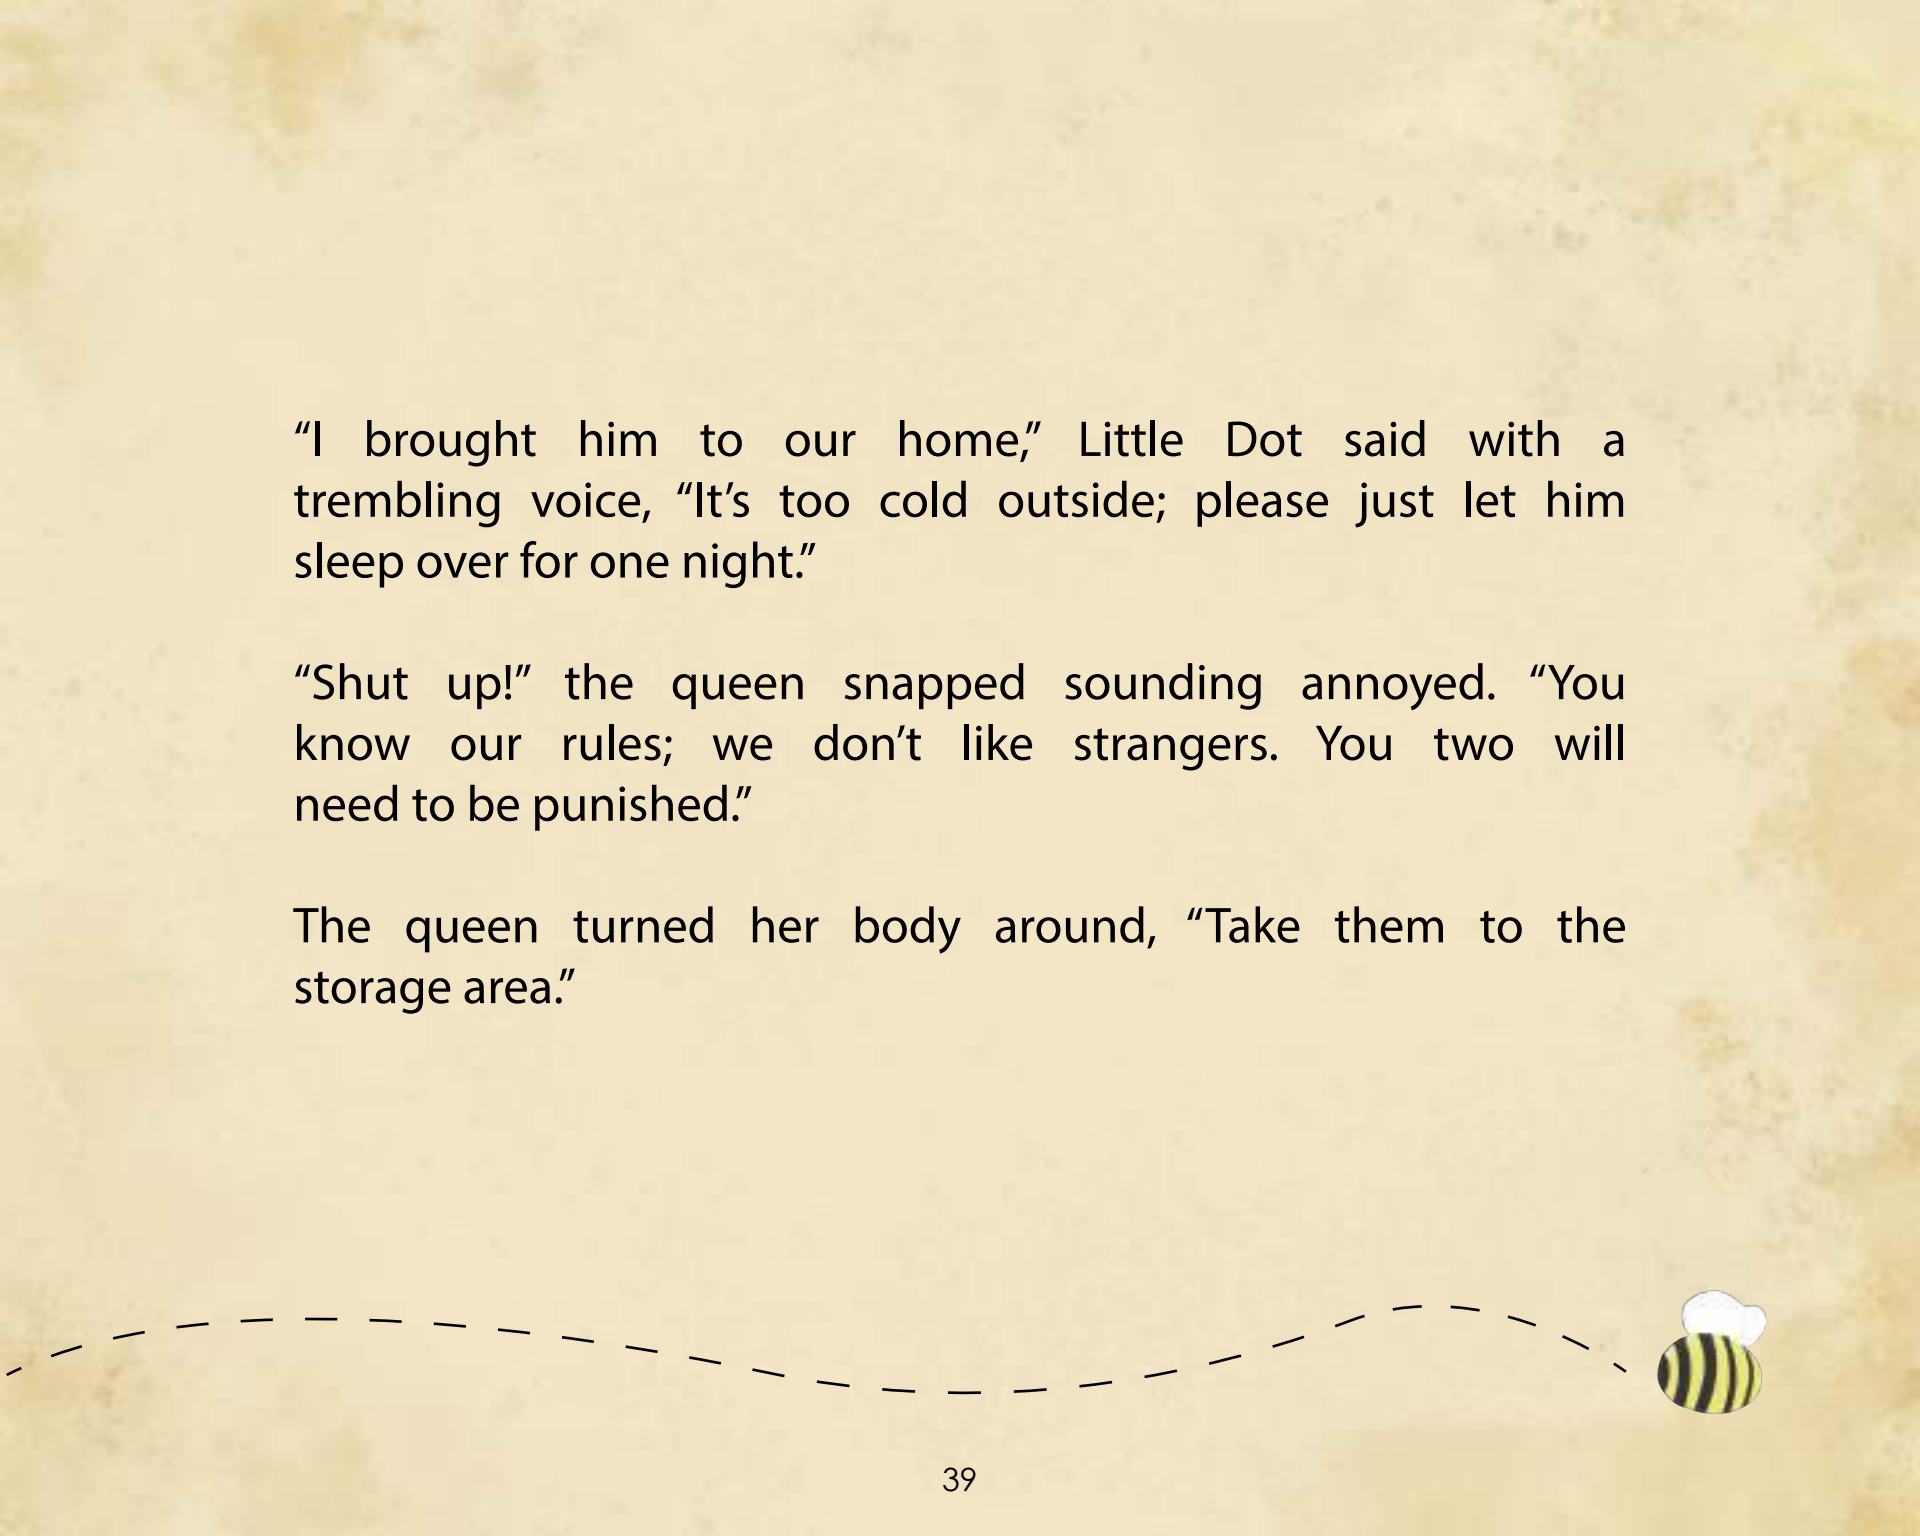 “I brought him to our home,” Little Dot said with a
trembling voice, “It’s too cold outside; please just let him
sleep over for one night.”
“Shut up!” the queen snapped sounding annoyed. “You
know our rules; we don’t like strangers. You two will
need to be punished.”
The queen turned her body around, “Take them to the
storage area.”
39